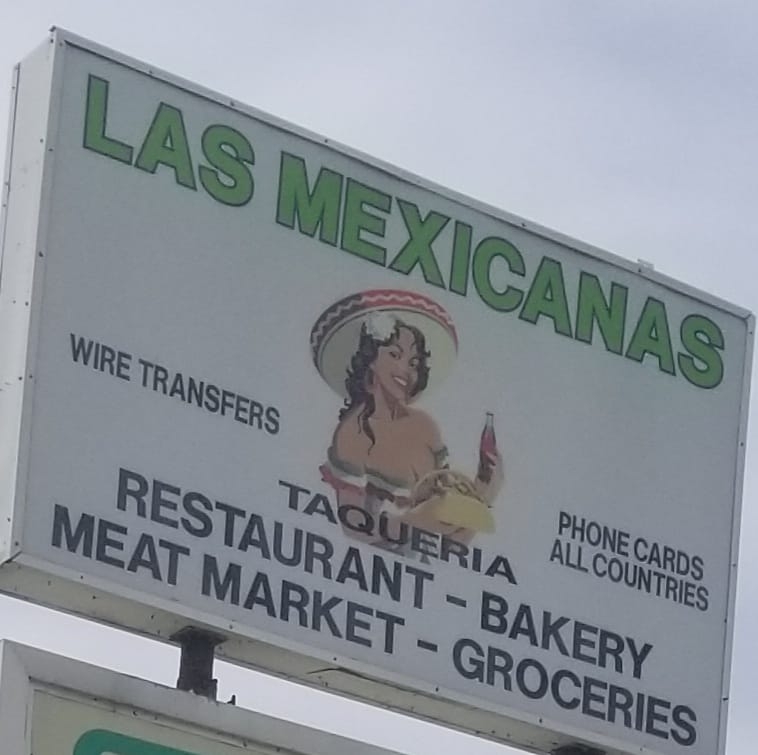 LAS MEXICANAS
WIRE TRANSFERS
TAQUERIA
PHONE CARDS
ALL COUNTRIES
RESTAURANT - BAKERY
MEAT MARKET - GROCERIES